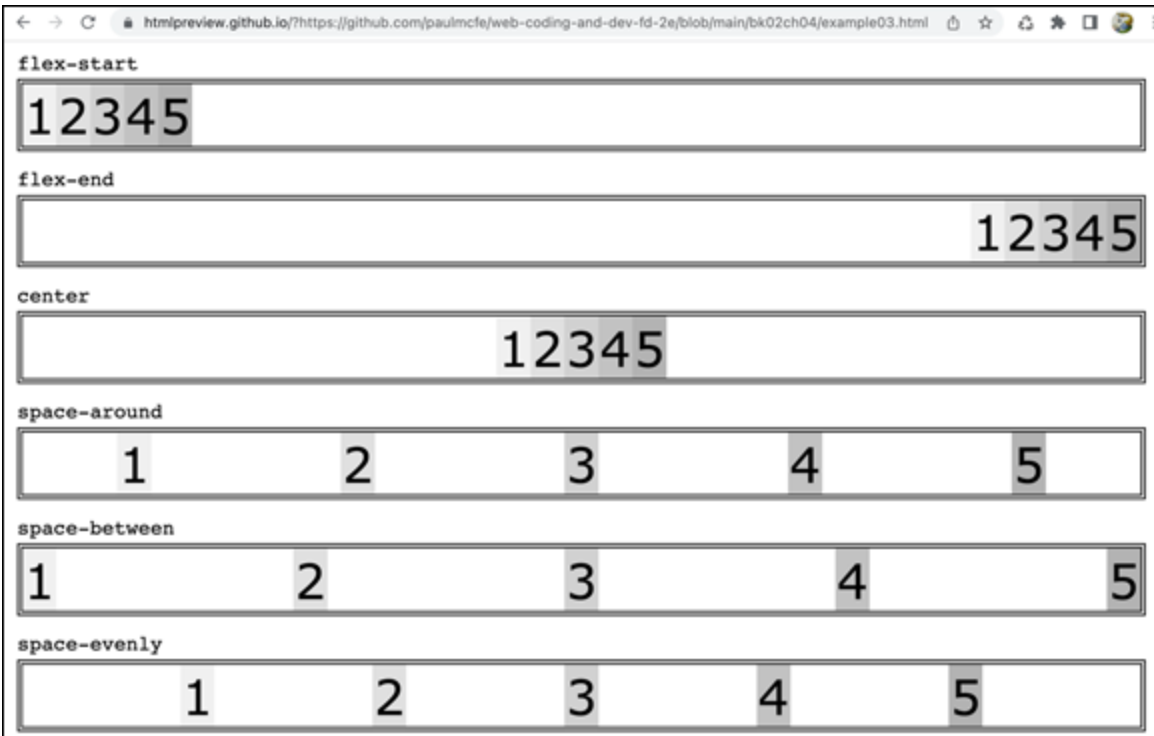 htmlpreview.github.io/?https://github.com/paulmcfe/web-coding-and-dev-fd-2e/blob/main/bk02ch04/example03.html
flex-start
12345
flex-end
12345
center
12345
space-around
1 2 3 4 5
space-between
1 2 3 4 5
space-evenly
1 2 3 4 5